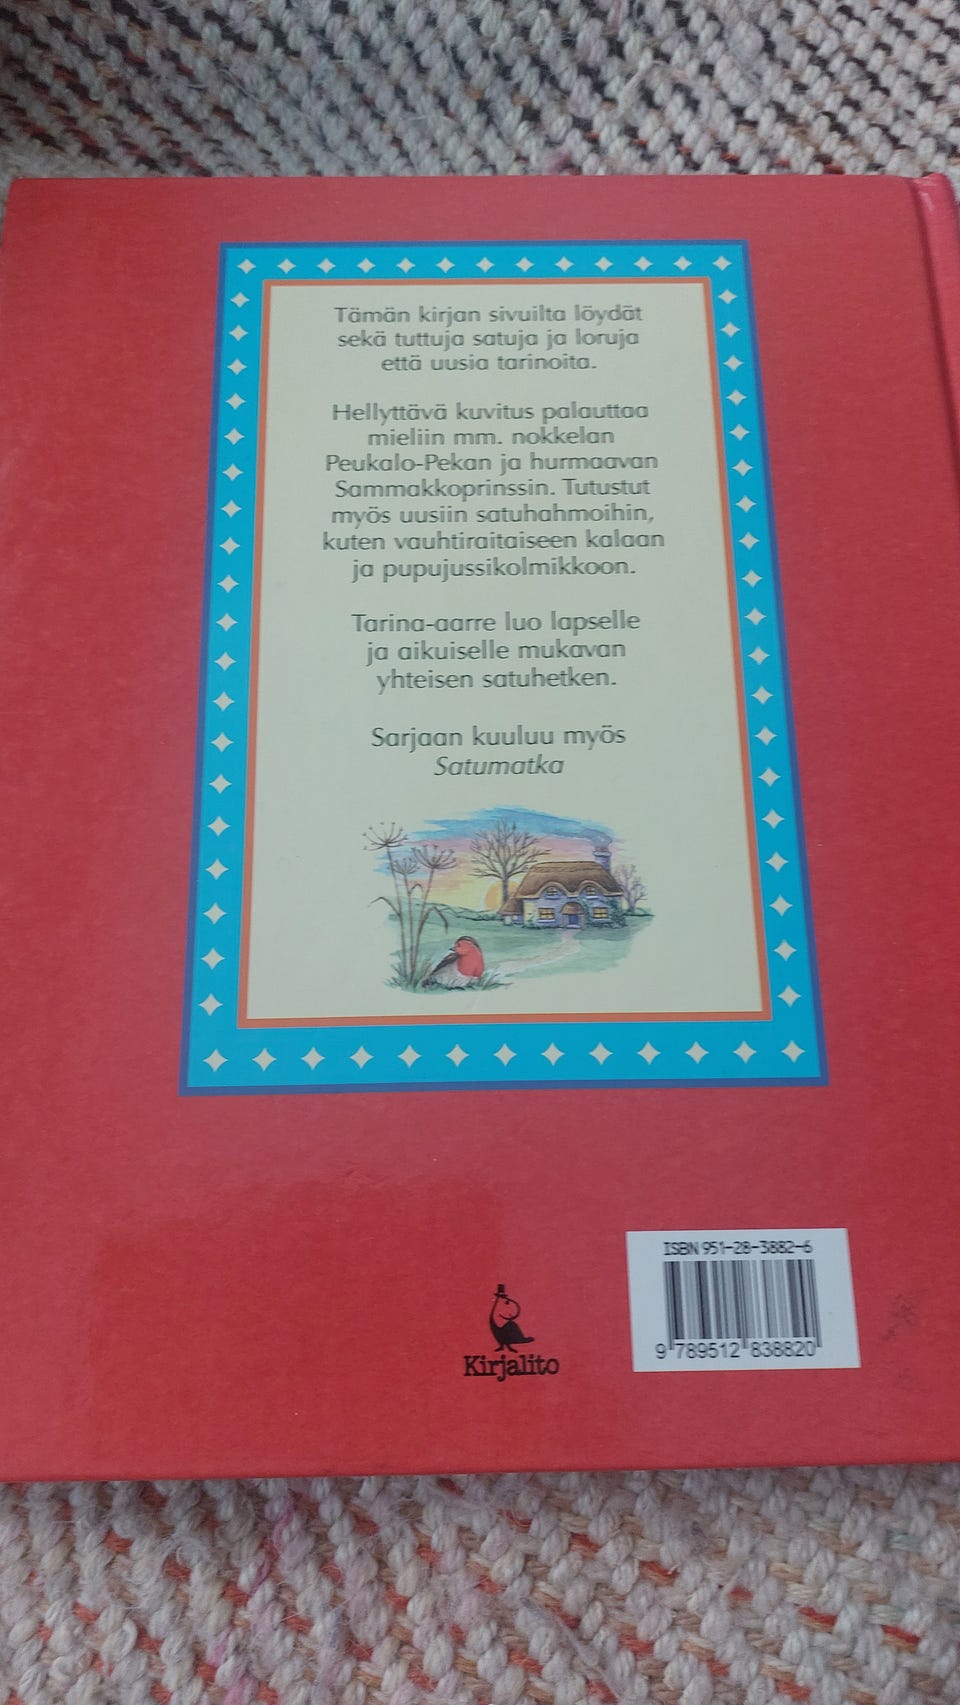 Tämän kirjan sivuilta löydät
sekä tuttuja satuja ja loruja
että uusia tarinoita.
Hellyttävä kuvitus palauttaa
mieliin mm. nokkelan
Peukalo-Pekan ja hurmaavan
Sammakkoprinssin. Tutustut
myös uusiin satuhahmoihin,
kuten vauhtiraitaiseen kalaan
ja pupujussikolmikkoon.
Tarina-aarre luo lapselle
ja aikuiselle mukavan
yhteisen satuhetken.
Sarjaan kuuluu myös
Satumatka
ISBN 951-28-3882-6
9 789512 838820
Kirjalito